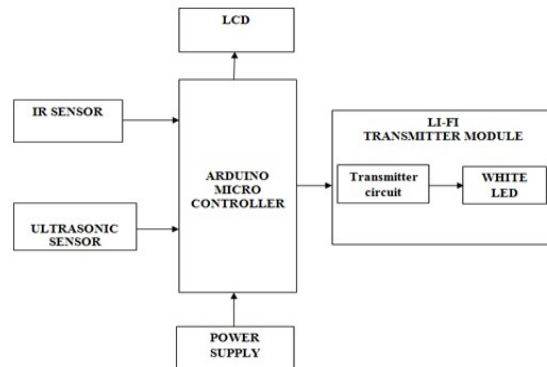 LCD
IR SENSOR
LI-FI
TRANSMITTER MODULE
ARDUINO
MICRO
CONTROLLER
Transmitter
circuit
WHITE
LED
ULTRASONIC
SENSOR
POWER
SUPPLY